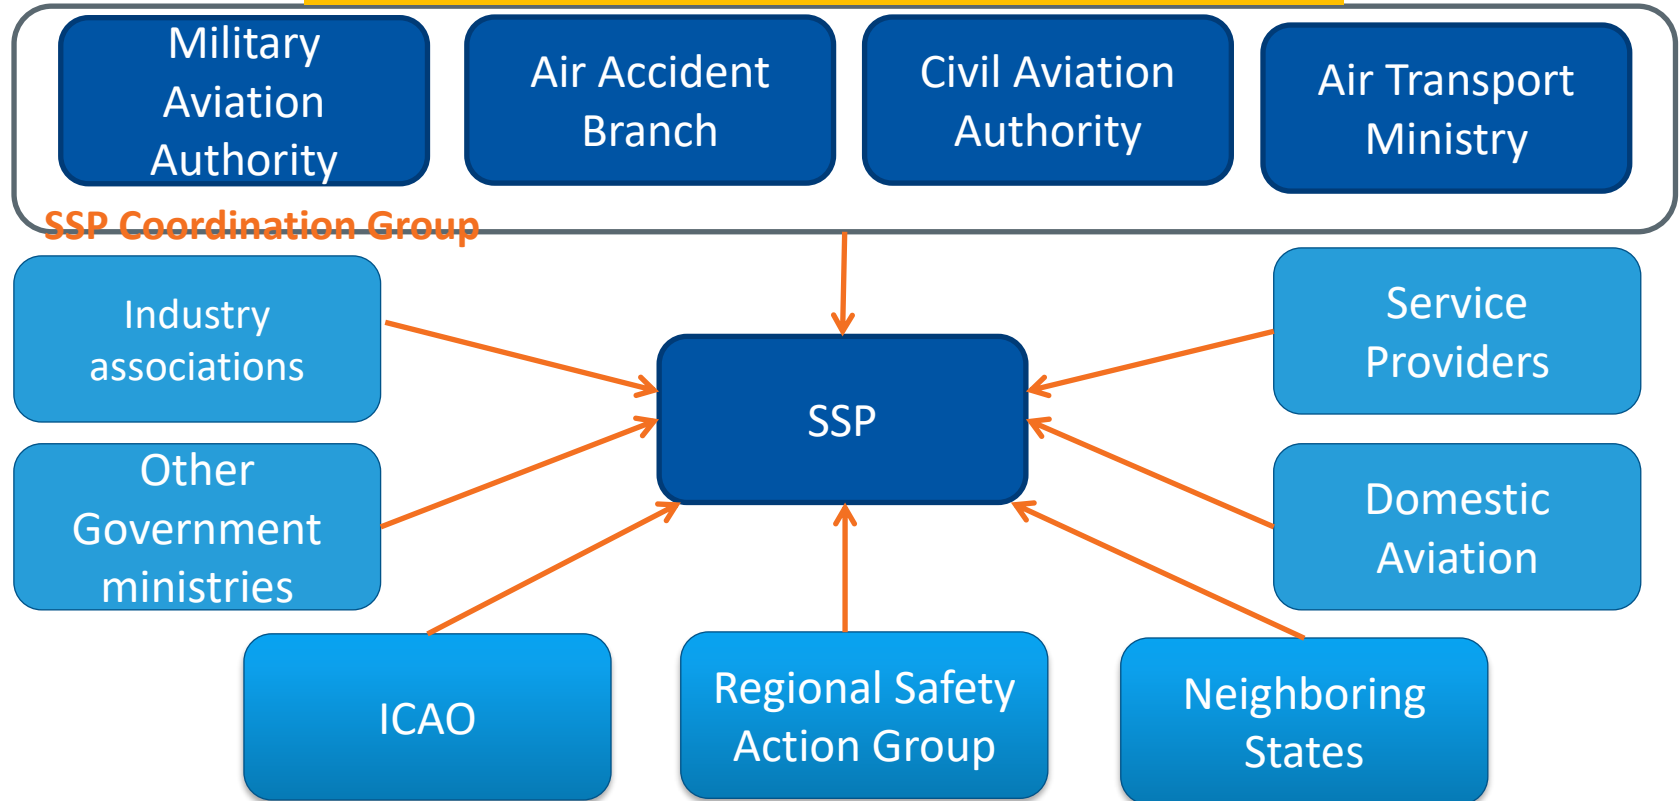 Military
Aviation
Authority
Air Accident
Branch
Civil Aviation
Authority
Air Transport
Ministry
SSP Coordination Group
Industry
associations
Service
Providers
SSP
Other
Government
ministries
Domestic
Aviation
ICAO
Regional Safety
Action Group
Neighboring
States